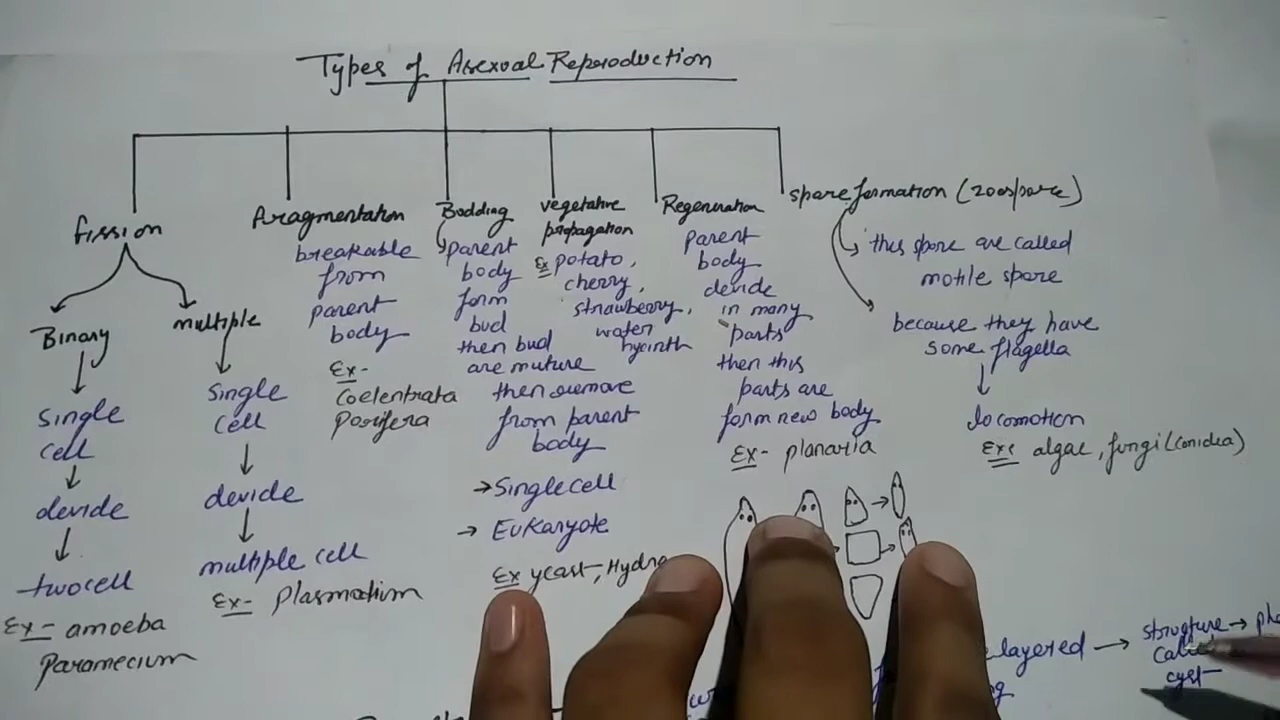 Types of Asexual Reproduction
fission
Binary
single
cell
devide
twocell
Ex- amoeba
Paramecium
multiple
single
cell
devide
multiple cell
Ex- Plasmodium
Fragmentation
breakable
from
parent
body
Ex-
Coelentrata
Porifera
Budding
parent
body
form
bud
then bud
are muture
then remove
from parent
body
→ Single cell
→ Eukaryote
Ex yeast, Hydra
vegetative
propagation
Ex potato,
cherry,
strawberry,
water
hycinth
Regeneration
parent
body
devide
in many
parts
then this
parts are
form new body
Ex- planaria
spore formation (zoospore)
this spore are called
motile spore
because they have
some flagella
locomotion
Ex: algae, fungi (conidea)
layered → structure →
cyst